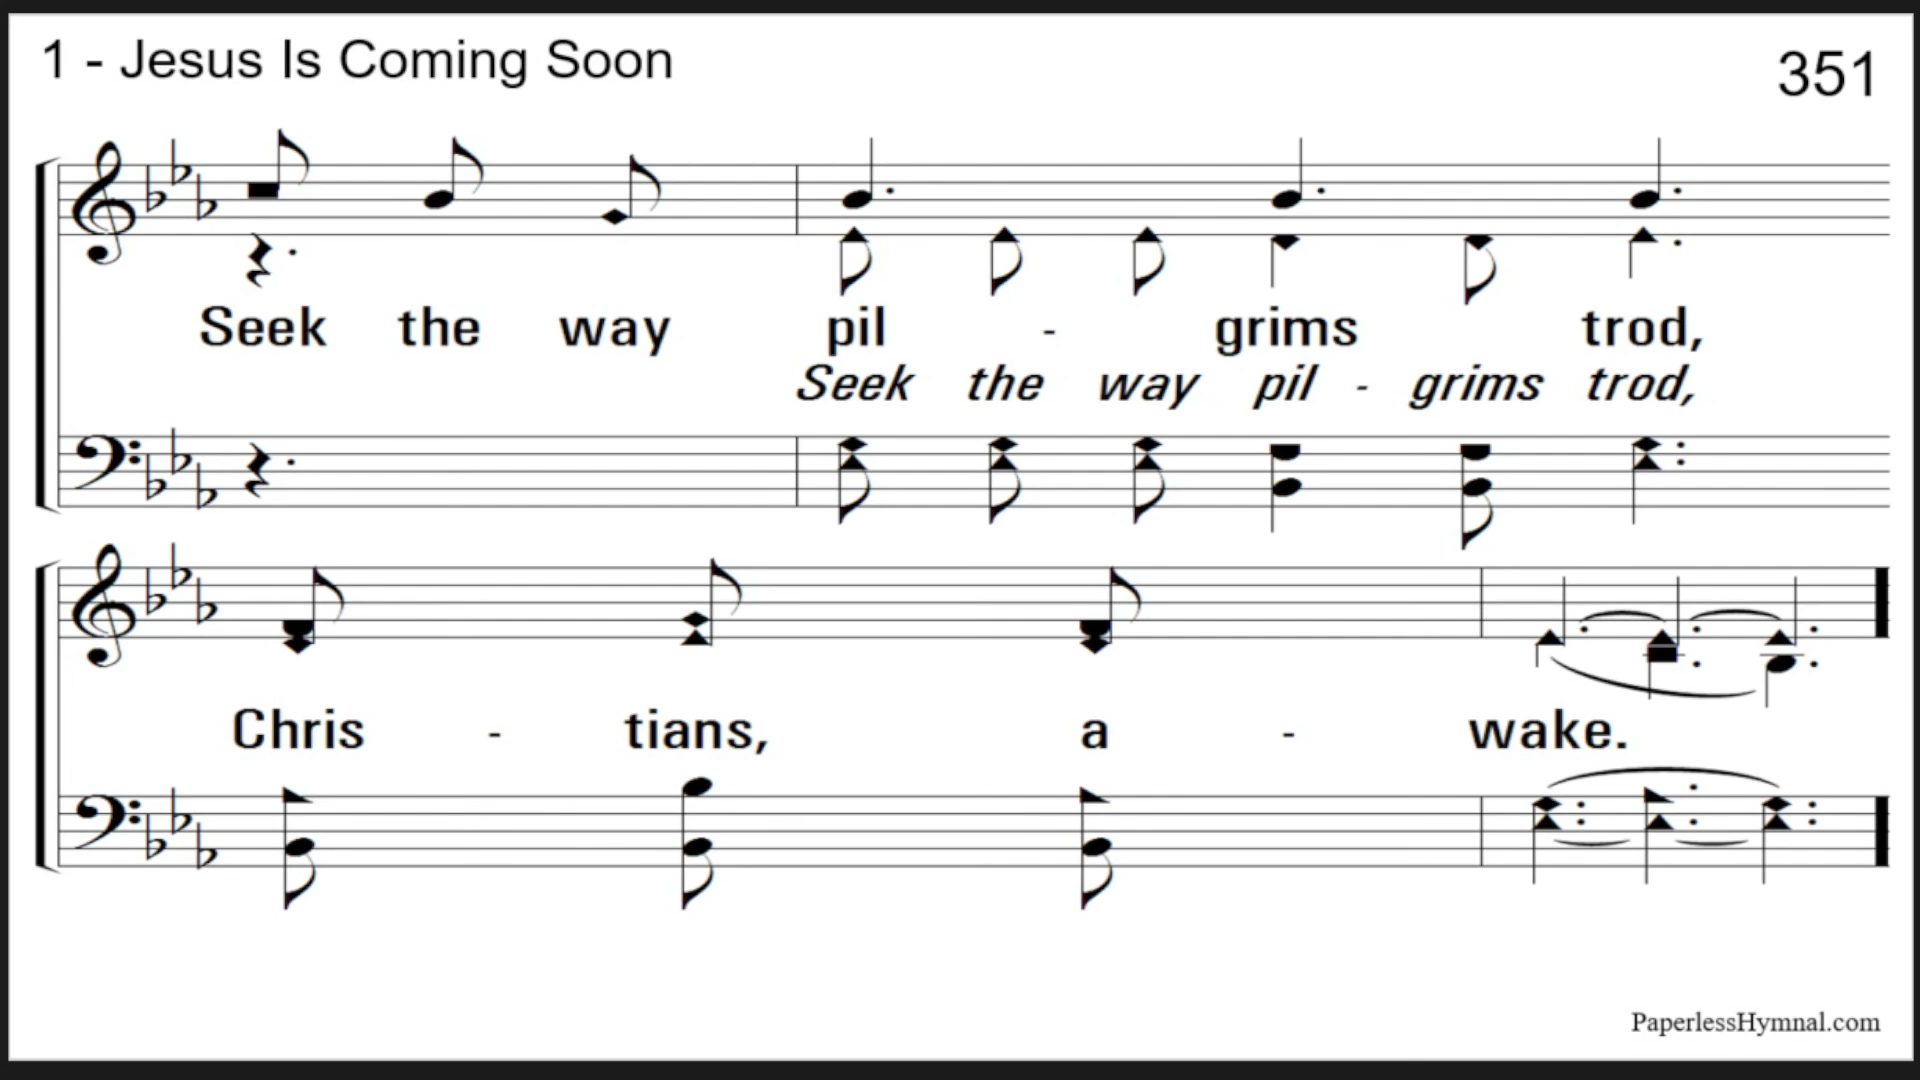 1 - Jesus Is Coming Soon
351
Seek the way pil - grims trod,
Seek the way pil - grims trod,
Chris - tians, a - wake.
PaperlessHymnal.com